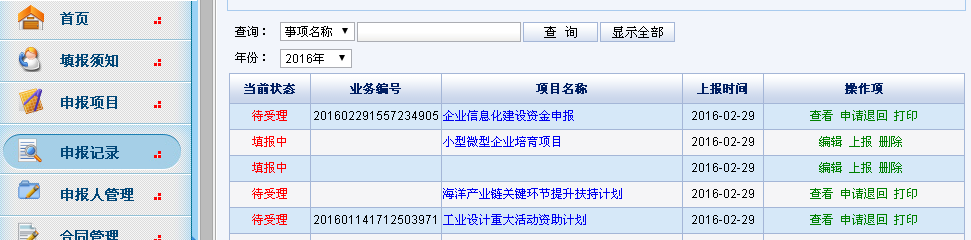 首页
填报须知
申报项目
申报记录
申报人管理
合同管理
查询： 事项名称 查 询 显示全部
年份： 2016年
当前状态 业务编号 项目名称 上报时间 操作项
待受理 201602291557234905 企业信息化建设资金申报 2016-02-29 查看 申请退回 打印
填报中 小型微型企业培育项目 2016-02-29 编辑 上报 删除
填报中 2016-02-29 编辑 上报 删除
待受理 海洋产业链关键环节提升扶持计划 2016-02-29 查看 申请退回 打印
待受理 201601141712503971 工业设计重大活动资助计划 2016-02-29 查看 申请退回 打印